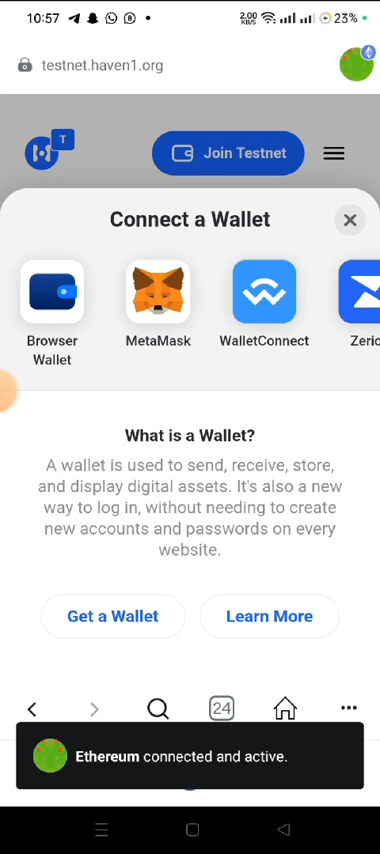 10:57
2.00
KB/S
23%
testnet.haven1.org
T
Join Testnet
Connect a Wallet
Browser
Wallet
MetaMask
WalletConnect
Zerio
What is a Wallet?
A wallet is used to send, receive, store,
and display digital assets. It's also a new
way to log in, without needing to create
new accounts and passwords on every
website.
Get a Wallet
Learn More
24
Ethereum connected and active.